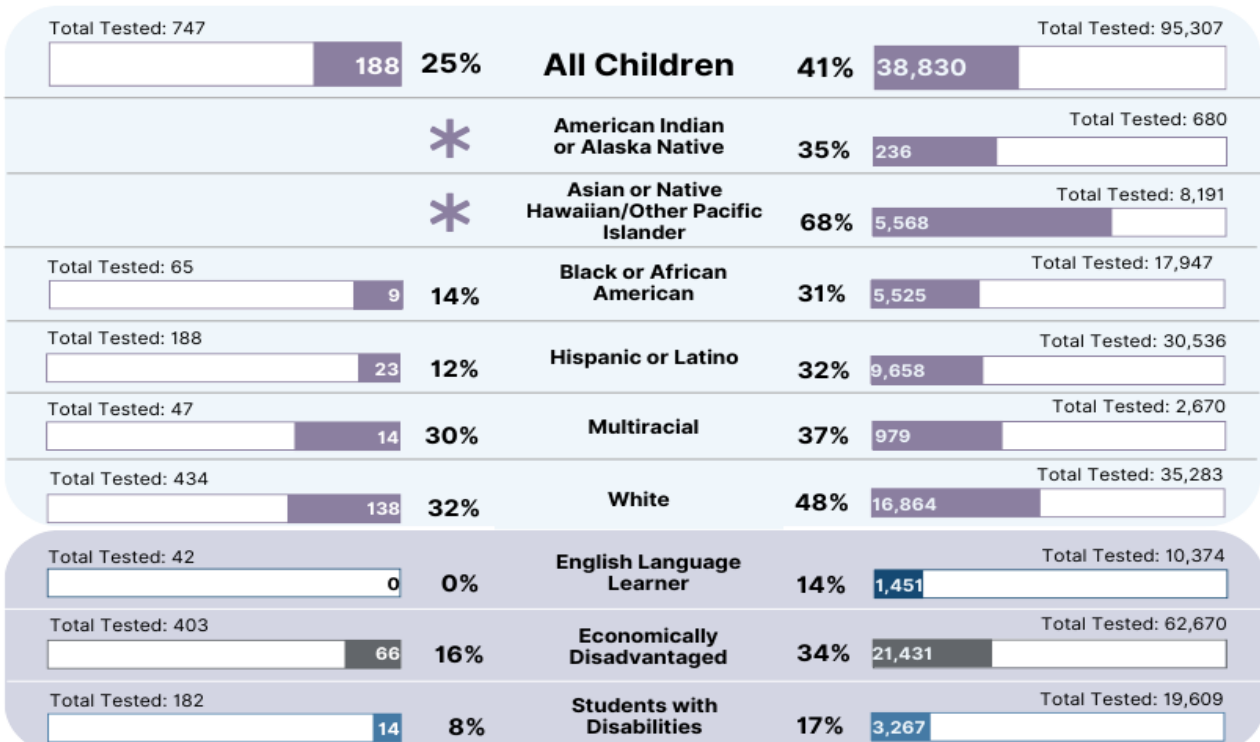 Total Tested: 747
Total Tested: 95,307
188 25% All Children 41% 38,830
American Indian
or Alaska Native
Total Tested: 680
* 35% 236
Asian or Native
Hawaiian/Other Pacific
Islander
Total Tested: 8,191
* 68% 5,568
Total Tested: 65
Black or African
American
Total Tested: 17,947
9 14% 31% 5,525
Total Tested: 188
Hispanic or Latino
Total Tested: 30,536
23 12% 32% 9,658
Total Tested: 47
Multiracial
Total Tested: 2,670
14 30% 37% 979
Total Tested: 434
White
Total Tested: 35,283
138 32% 48% 16,864
Total Tested: 42
English Language
Learner
Total Tested: 10,374
0 0% 14% 1,451
Total Tested: 403
Economically
Disadvantaged
Total Tested: 62,670
66 16% 34% 21,431
Total Tested: 182
Students with
Disabilities
Total Tested: 19,609
14 8% 17% 3,267